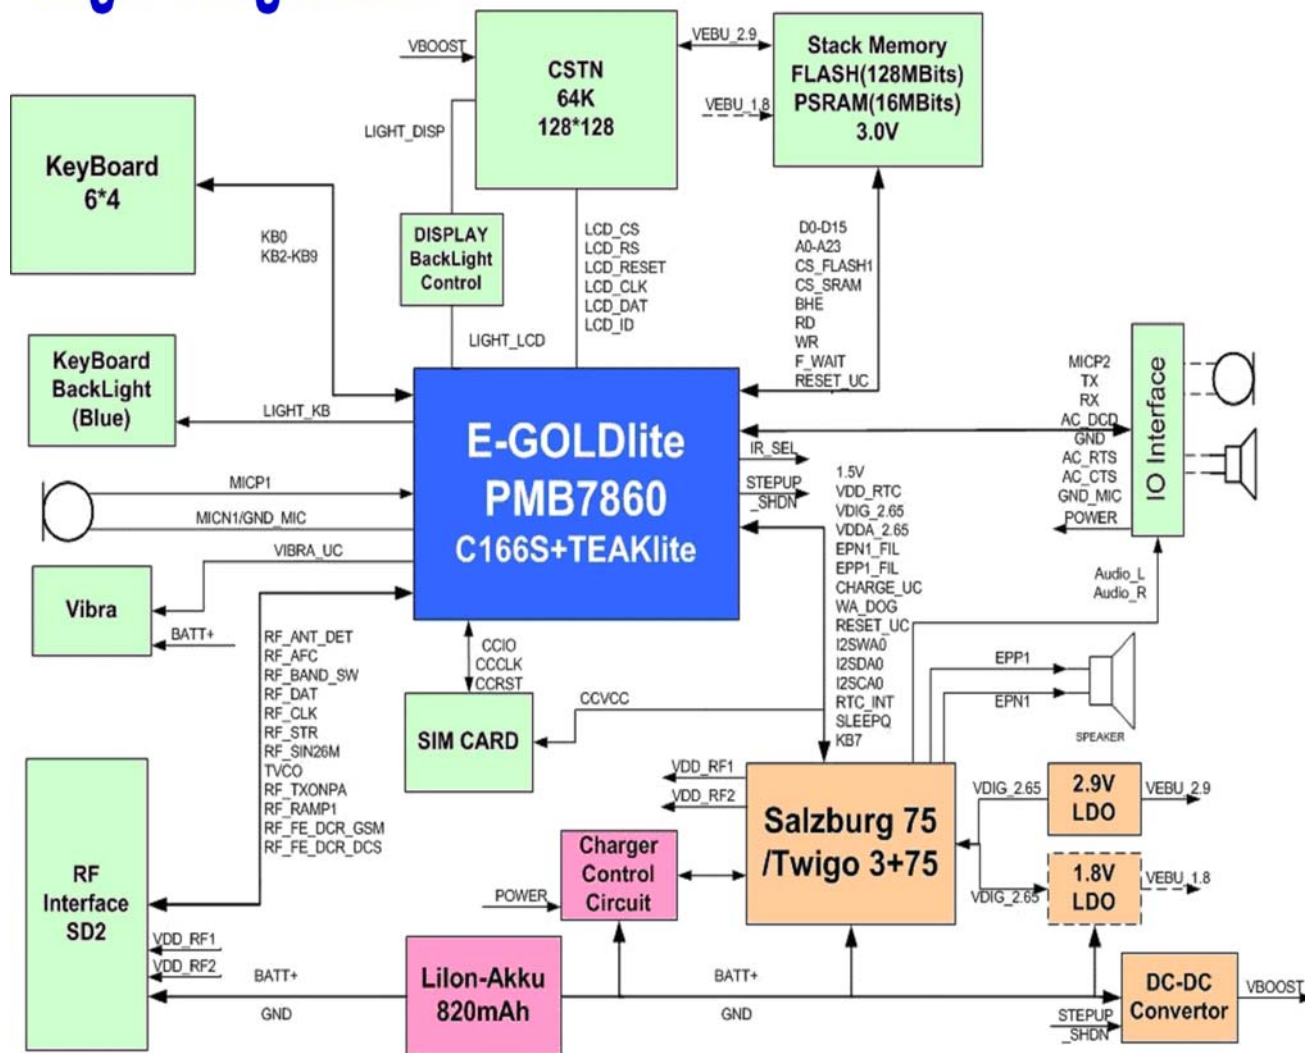 VBOOST
CSTN
64K
128*128
VEBU_2.9
Stack Memory
FLASH(128MBits)
PSRAM(16MBits)
3.0V
VEBU_1.8
LIGHT_DISP
KeyBoard
6*4
KB0
KB2-KB9
DISPLAY
BackLight
Control
LCD_CS
LCD_RS
LCD_RESET
LCD_CLK
LCD_DAT
LCD_ID
LIGHT_LCD
D0-D15
A0-A23
CS_FLASH1
CS_SRAM
BHE
RD
WR
F_WAIT
RESET_UC
KeyBoard
BackLight
(Blue)
LIGHT_KB
E-GOLDlite
PMB7860
C166S+TEAKlite
IR_SEL
STEPUP
_SHDN
MICP2
TX
RX
AC_DCD
GND
AC_RTS
AC_CTS
GND_MIC
POWER
IO Interface
MICP1
MICN1/GND_MIC
VIBRA_UC
Vibra
BATT+
1.5V
VDD_RTC
VDIG_2.65
VDDA_2.65
EPN1_FIL
EPP1_FIL
CHARGE_UC
WA_DOG
RESET_UC
I2SWA0
I2SDA0
I2SCA0
RTC_INT
SLEEPQ
KB7
Audio_L
Audio_R
EPP1
EPN1
SPEAKER
RF_ANT_DET
RF_AFC
RF_BAND_SW
RF_DAT
RF_CLK
RF_STR
RF_SIN26M
TVCO
RF_TXONPA
RF_RAMP1
RF_FE_DCR_GSM
RF_FE_DCR_DCS
CCIO
CCCLK
CCRST
SIM CARD
CCVCC
VDD_RF1
VDD_RF2
Salzburg 75
/Twigo 3+75
VDIG_2.65
2.9V
LDO
VEBU_2.9
VDIG_2.65
1.8V
LDO
VEBU_1.8
Charger
Control
Circuit
POWER
RF
Interface
SD2
VDD_RF1
VDD_RF2
BATT+
GND
LiIon-Akku
820mAh
BATT+
GND
DC-DC
Convertor
VBOOST
STEPUP
_SHDN